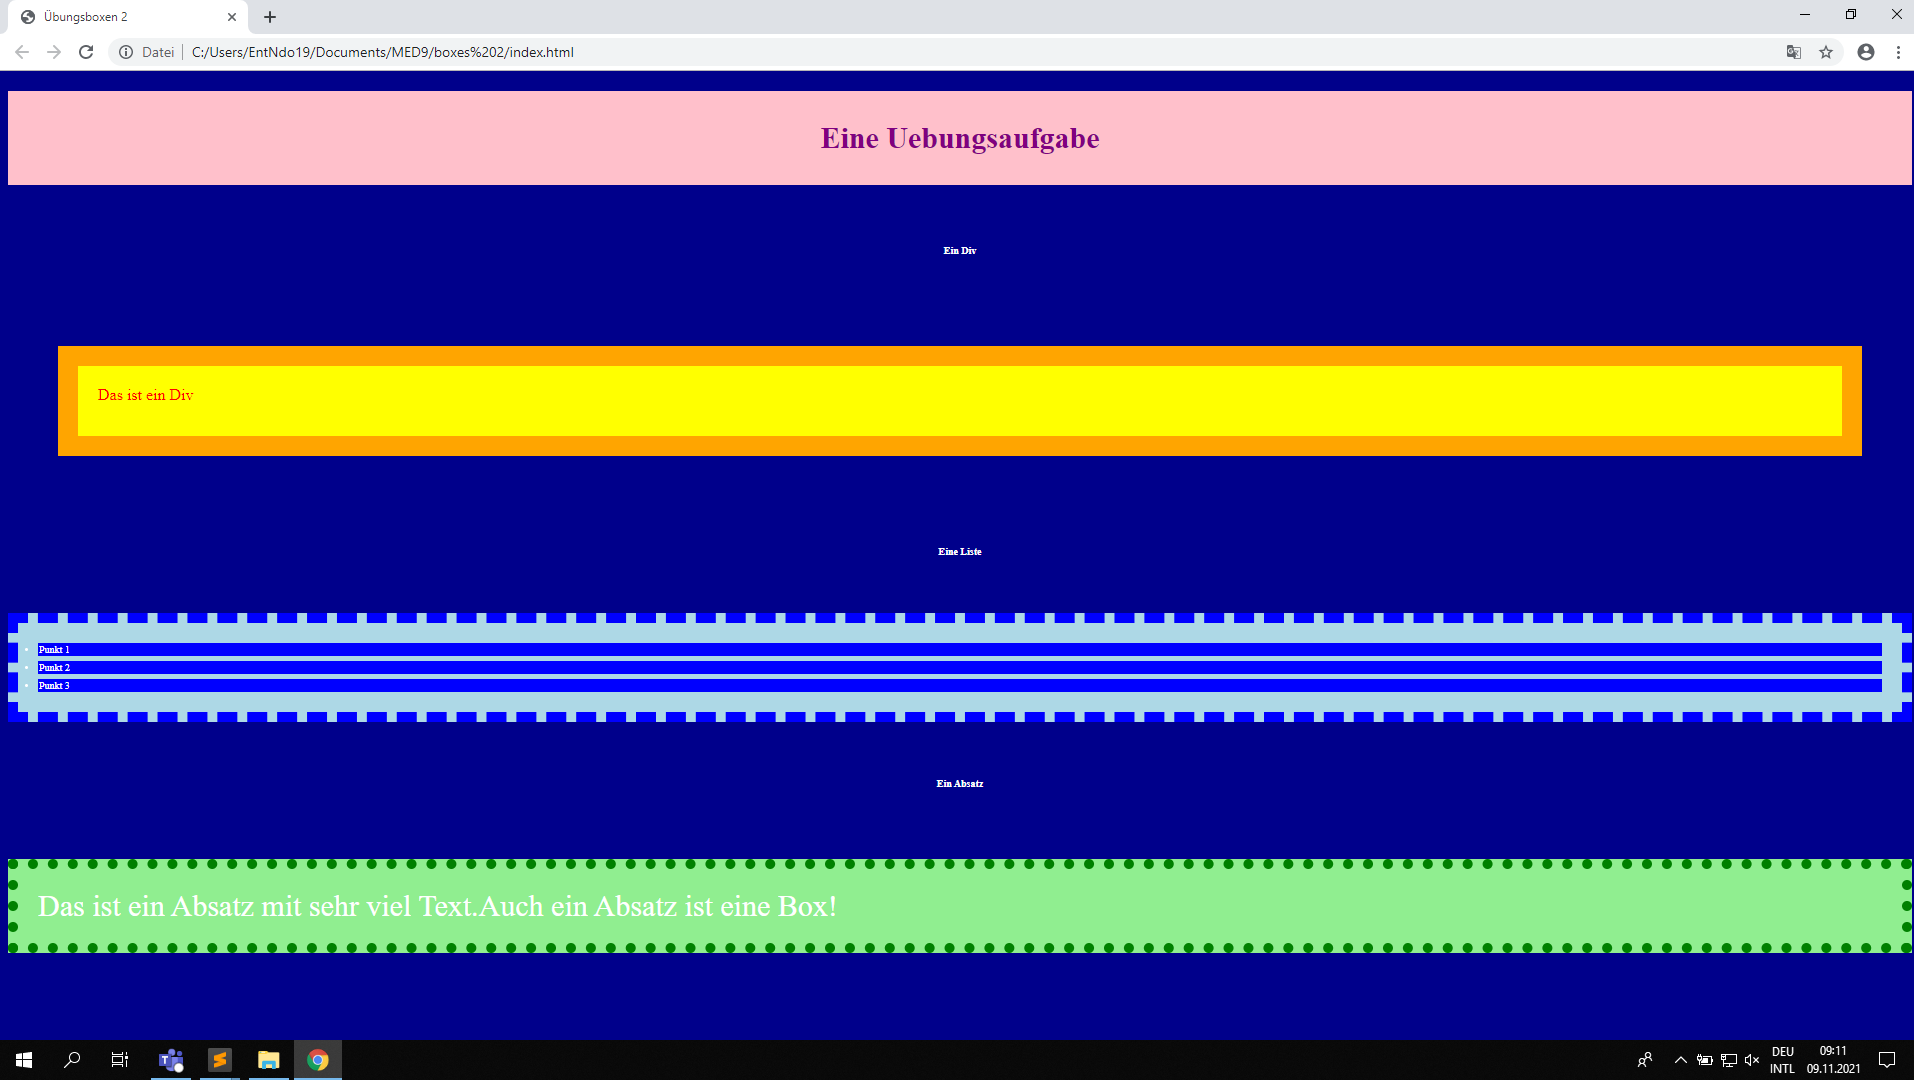 Übungsboxen 2
Datei
C:/Users/EntNdo19/Documents/MED9/boxes%202/index.html
Eine Uebungsaufgabe
Ein Div
Das ist ein Div
Eine Liste
Punkt 1
Punkt 2
Punkt 3
Ein Absatz
Das ist ein Absatz mit sehr viel Text.Auch ein Absatz ist eine Box!
DEU 09:11
INTL 09.11.2021